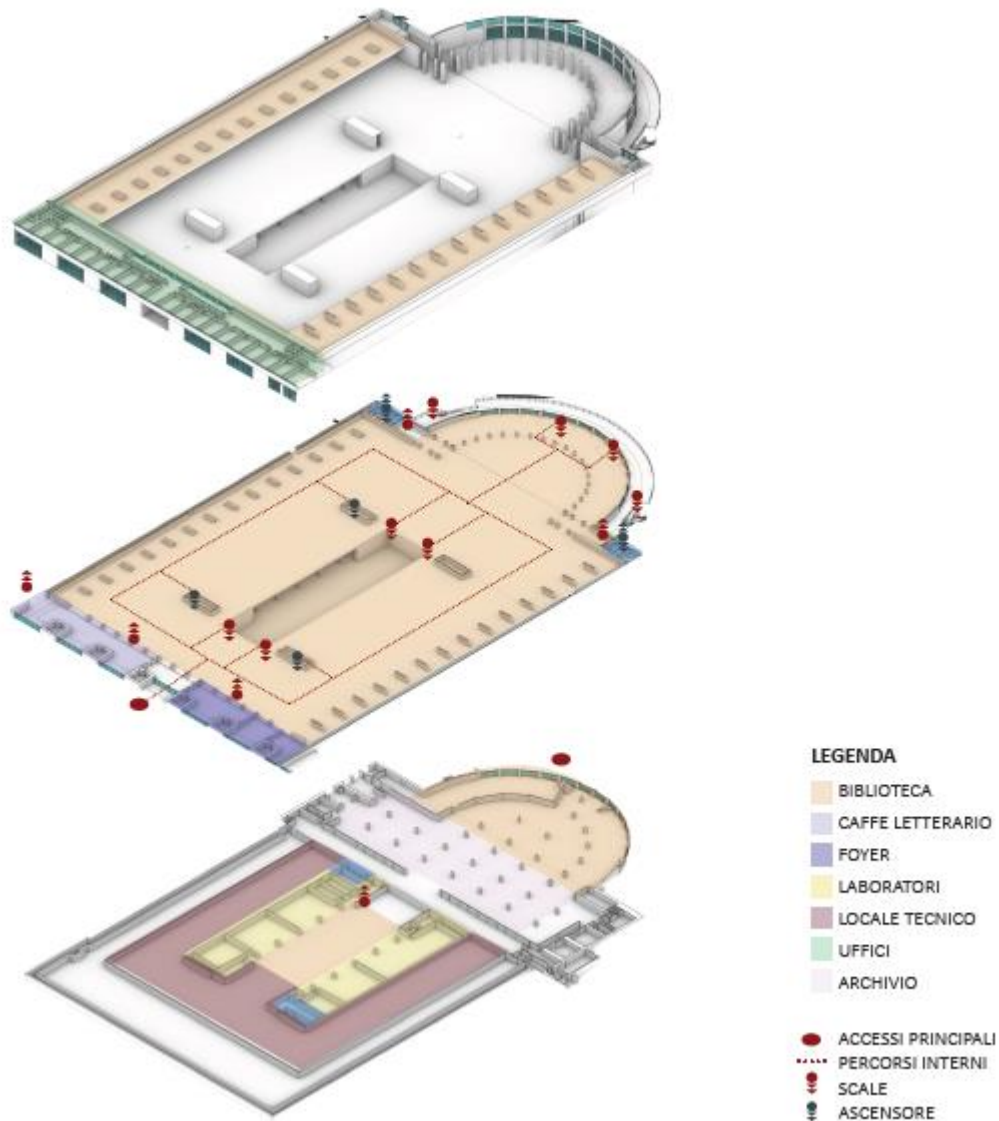 LEGENDA
BIBLIOTECA
CAFFE LETTERARIO
FOYER
LABORATORI
LOCALE TECNICO
UFFICI
ARCHIVIO
ACCESSI PRINCIPALI
PERCORSI INTERNI
SCALE
ASCENSORE